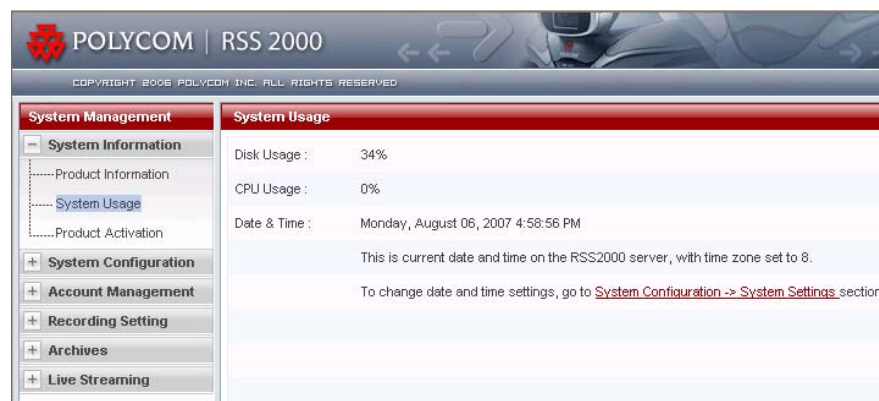 POLYCOM | RSS 2000
COPYRIGHT 2006 POLYCOM INC. ALL RIGHTS RESERVED
System Management
System Information
Product Information
System Usage
Product Activation
System Configuration
Account Management
Recording Setting
Archives
Live Streaming
System Usage
Disk Usage : 34%
CPU Usage : 0%
Date & Time : Monday, August 06, 2007 4:58:56 PM
This is current date and time on the RSS2000 server, with time zone set to 8.
To change date and time settings, go to System Configuration -> System Settings section